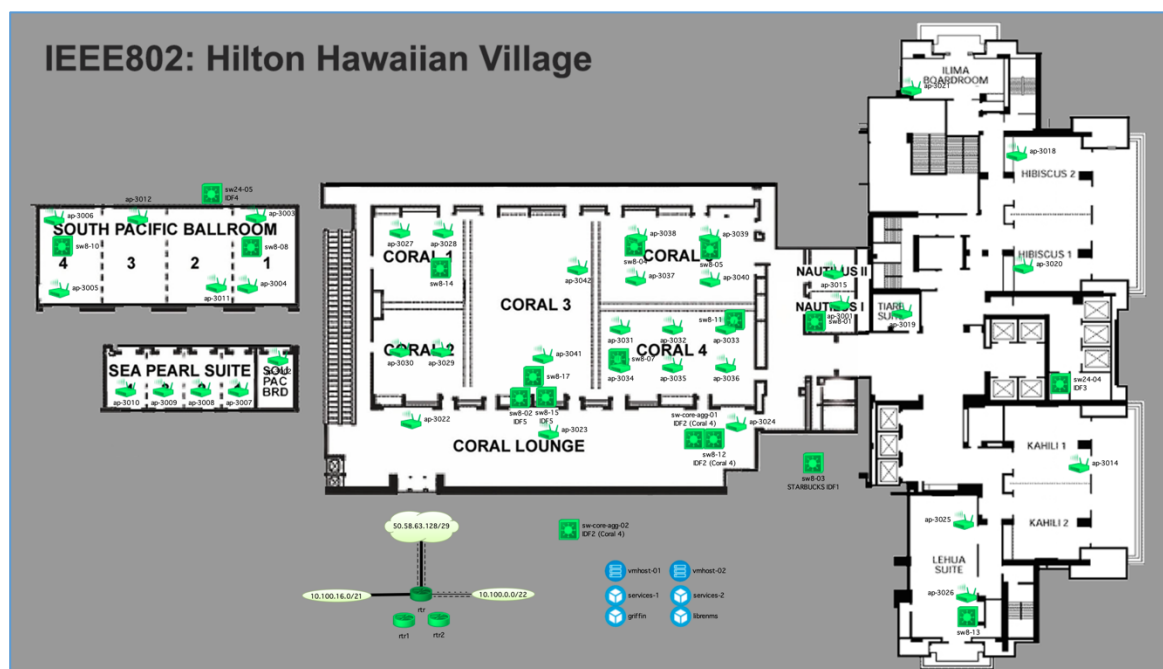 IEEE802: Hilton Hawaiian Village
ILIMA
BOARDROOM
ap-3021
ap-3018
HIBISCUS 2
sw24-05
IDF4
ap-3006
ap-3012
ap-3003
SOUTH PACIFIC BALLROOM
sw8-10
sw8-08
4
3
2
1
ap-3005
ap-3011
ap-3004
ap-3027
ap-3028
CORAL 1
sw8-14
ap-3038
ap-3039
sw8-04
sw8-05
ap-3037
ap-3040
ap-3042
CORAL 3
NAUTILUS II
ap-3015
NAUTILUS I
ap-3001
sw8-01
HIBISCUS 1
ap-3020
TIARE
SUITE
ap-3019
sw8-11
ap-3031
ap-3032
ap-3033
CORAL 2
ap-3030
ap-3029
ap-3041
sw8-07
CORAL 4
ap-3034
ap-3035
ap-3036
sw8-17
sw8-02
IDF5
sw8-15
IDF5
SEA PEARL SUITE
PAC
BRD
ap-3010
ap-3009
ap-3008
ap-3007
sw24-04
IDF3
ap-3022
ap-3023
CORAL LOUNGE
sw-core-agg-01
IDF2 (Coral 4)
ap-3024
sw8-12
IDF2 (Coral 4)
sw8-03
STARBUCKS IDF1
KAHILI 1
ap-3014
KAHILI 2
ap-3025
LEHUA
SUITE
ap-3026
sw8-13
50.58.63.128/29
sw-core-agg-02
IDF2 (Coral 4)
10.100.16.0/21
10.100.0.0/22
rtr
rtr1
rtr2
vmhost-01
vmhost-02
services-1
services-2
griffin
librenms